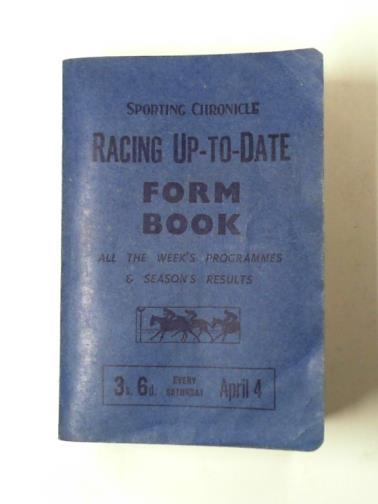 SPORTING CHRONICLE
RACING UP-TO-DATE
FORM
BOOK
ALL THE WEEK'S PROGRAMMES
& SEASON'S RESULTS
3s. 6d. EVERY SATURDAY April 4